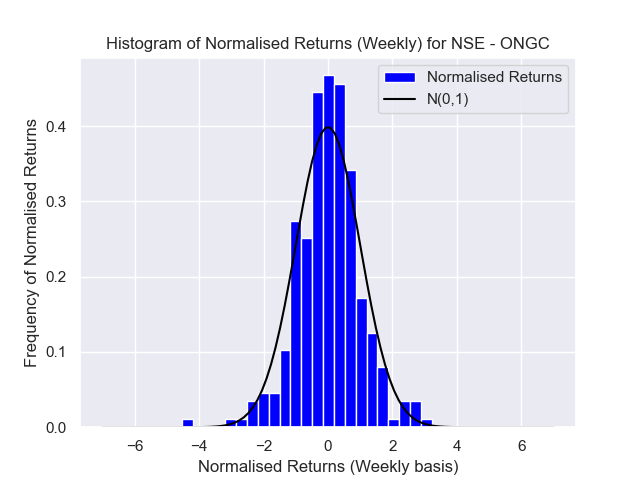 Histogram of Normalised Returns (Weekly) for NSE - ONGC
Normalised Returns
N(0,1)
Frequency of Normalised Returns
0.4
0.3
0.2
0.1
0.0
−6 −4 −2 0 2 4 6
Normalised Returns (Weekly basis)